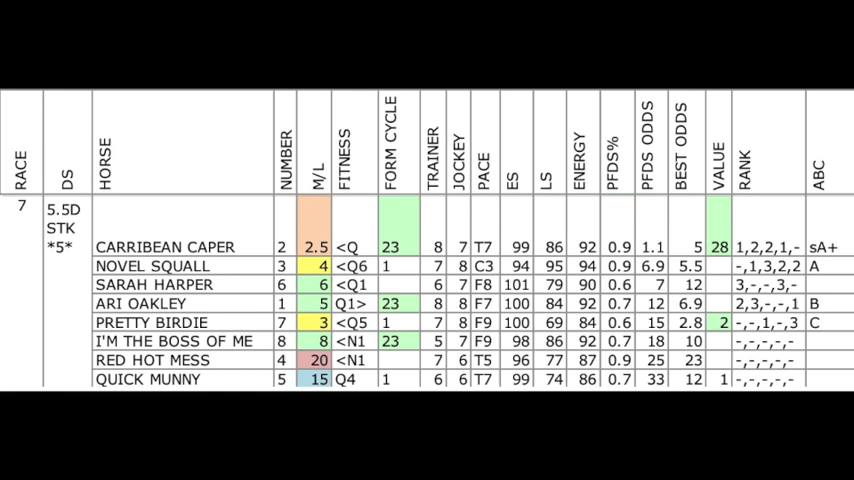 RACE DS HORSE NUMBER M/L FITNESS FORM CYCLE TRAINER JOCKEY PACE ES LS ENERGY PFDS% PFDS ODDS BEST ODDS VALUE RANK ABC
7 5.5D
STK
*5* CARRIBEAN CAPER 2 2.5 <Q 23 8 7 T7 99 86 92 0.9 1.1 5 28 1,2,2,1,- sA+
NOVEL SQUALL 3 4 <Q6 1 7 8 C3 94 95 94 0.9 6.9 5.5 -,1,3,2,2 A
SARAH HARPER 6 6 <Q1 6 7 F8 101 79 90 0.6 7 12 3,-,-,3,-
ARI OAKLEY 1 5 Q1> 23 8 8 F7 100 84 92 0.7 12 6.9 2,3,-,-,1 B
PRETTY BIRDIE 7 3 <Q5 1 7 8 F9 100 69 84 0.6 15 2.8 2 -,-,1,-,3 C
I'M THE BOSS OF ME 8 8 <N1 23 5 7 F9 98 86 92 0.7 18 10 -,-,-,-,-
RED HOT MESS 4 20 <N1 7 6 T5 96 77 87 0.9 25 23 -,-,-,-,-
QUICK MUNNY 5 15 Q4 1 6 6 T7 99 74 86 0.7 33 12 1 -,-,-,-,-